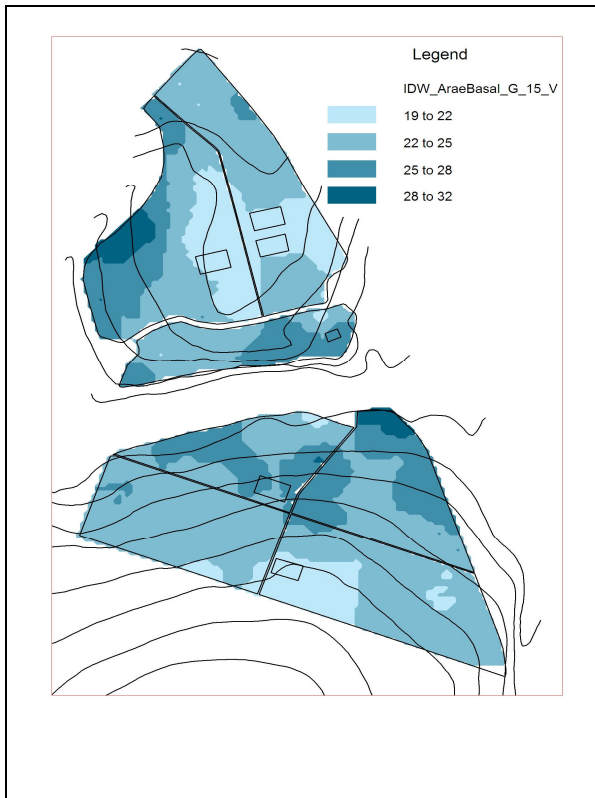 Legend
IDW_AraeBasal_G_15_V
19 to 22
22 to 25
25 to 28
28 to 32